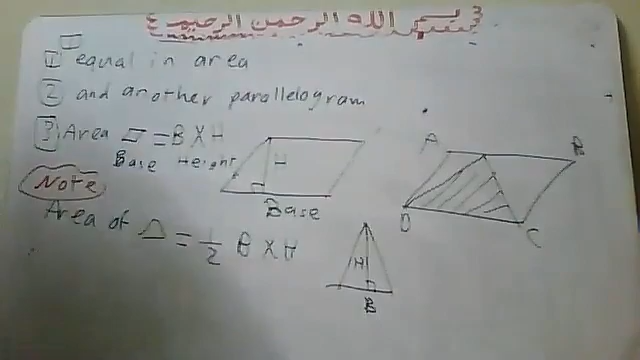 بسم الله الرحمن الرحيم
1 equal in area
2 and another parallelogram
3 Area ▱ = B X H
Base Height
H
Base
A B
D C
Note
Area of △ = 1/2 B X H
H
B